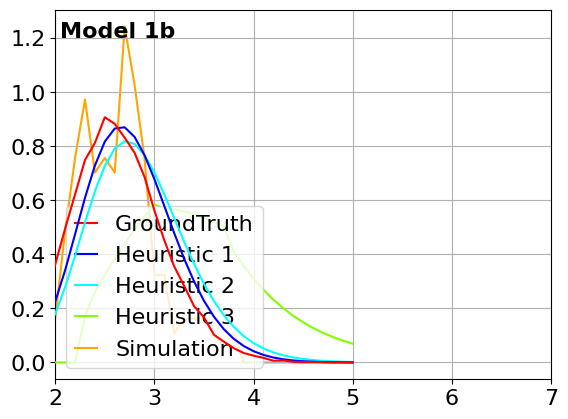 Model 1b
1.2
1.0
0.8
0.6
0.4
0.2
0.0
GroundTruth
Heuristic 1
Heuristic 2
Heuristic 3
Simulation
2 3 4 5 6 7